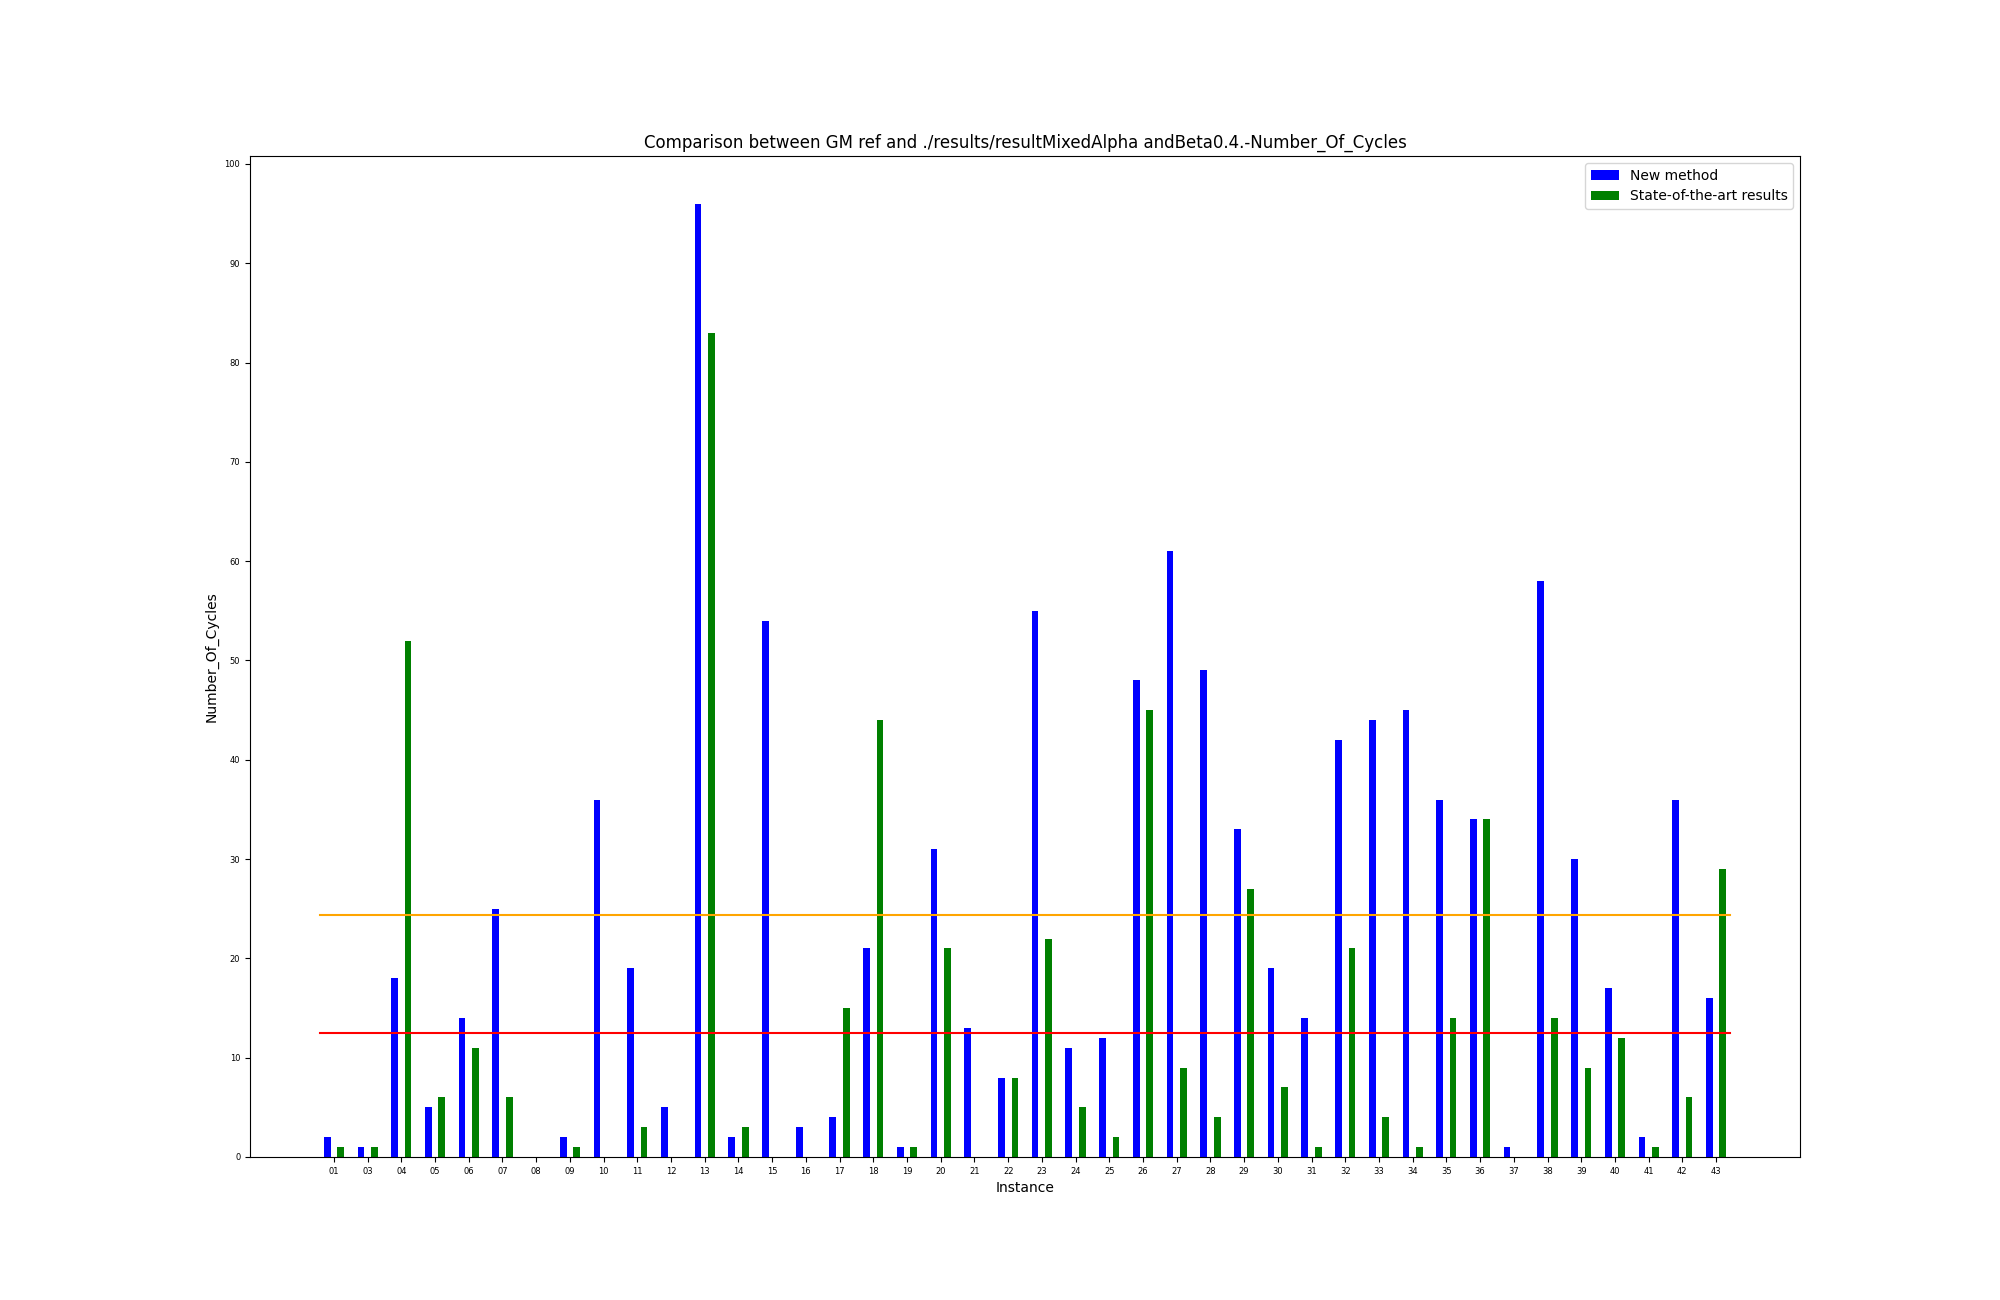 Comparison between GM ref and ./results/resultMixedAlpha andBeta0.4.-Number_Of_Cycles
New method
State-of-the-art results
100
90
80
70
60
50
40
30
20
10
0
Number_Of_Cycles
01 03 04 05 06 07 08 09 10 11 12 13 14 15 16 17 18 19 20 21 22 23 24 25 26 27 28 29 30 31 32 33 34 35 36 37 38 39 40 41 42 43
Instance